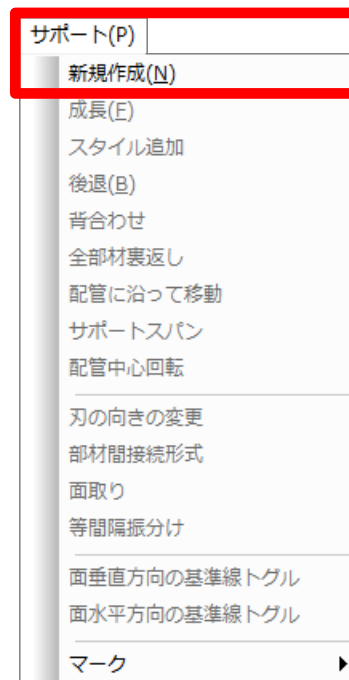 サポート(P)
新規作成(N)
成長(F)
スタイル追加
後退(B)
背合わせ
全部材裏返し
配管に沿って移動
サポートスパン
配管中心回転
刃の向きの変更
部材間接続形式
面取り
等間隔振分け
面垂直方向の基準線トグル
面水平方向の基準線トグル
マーク